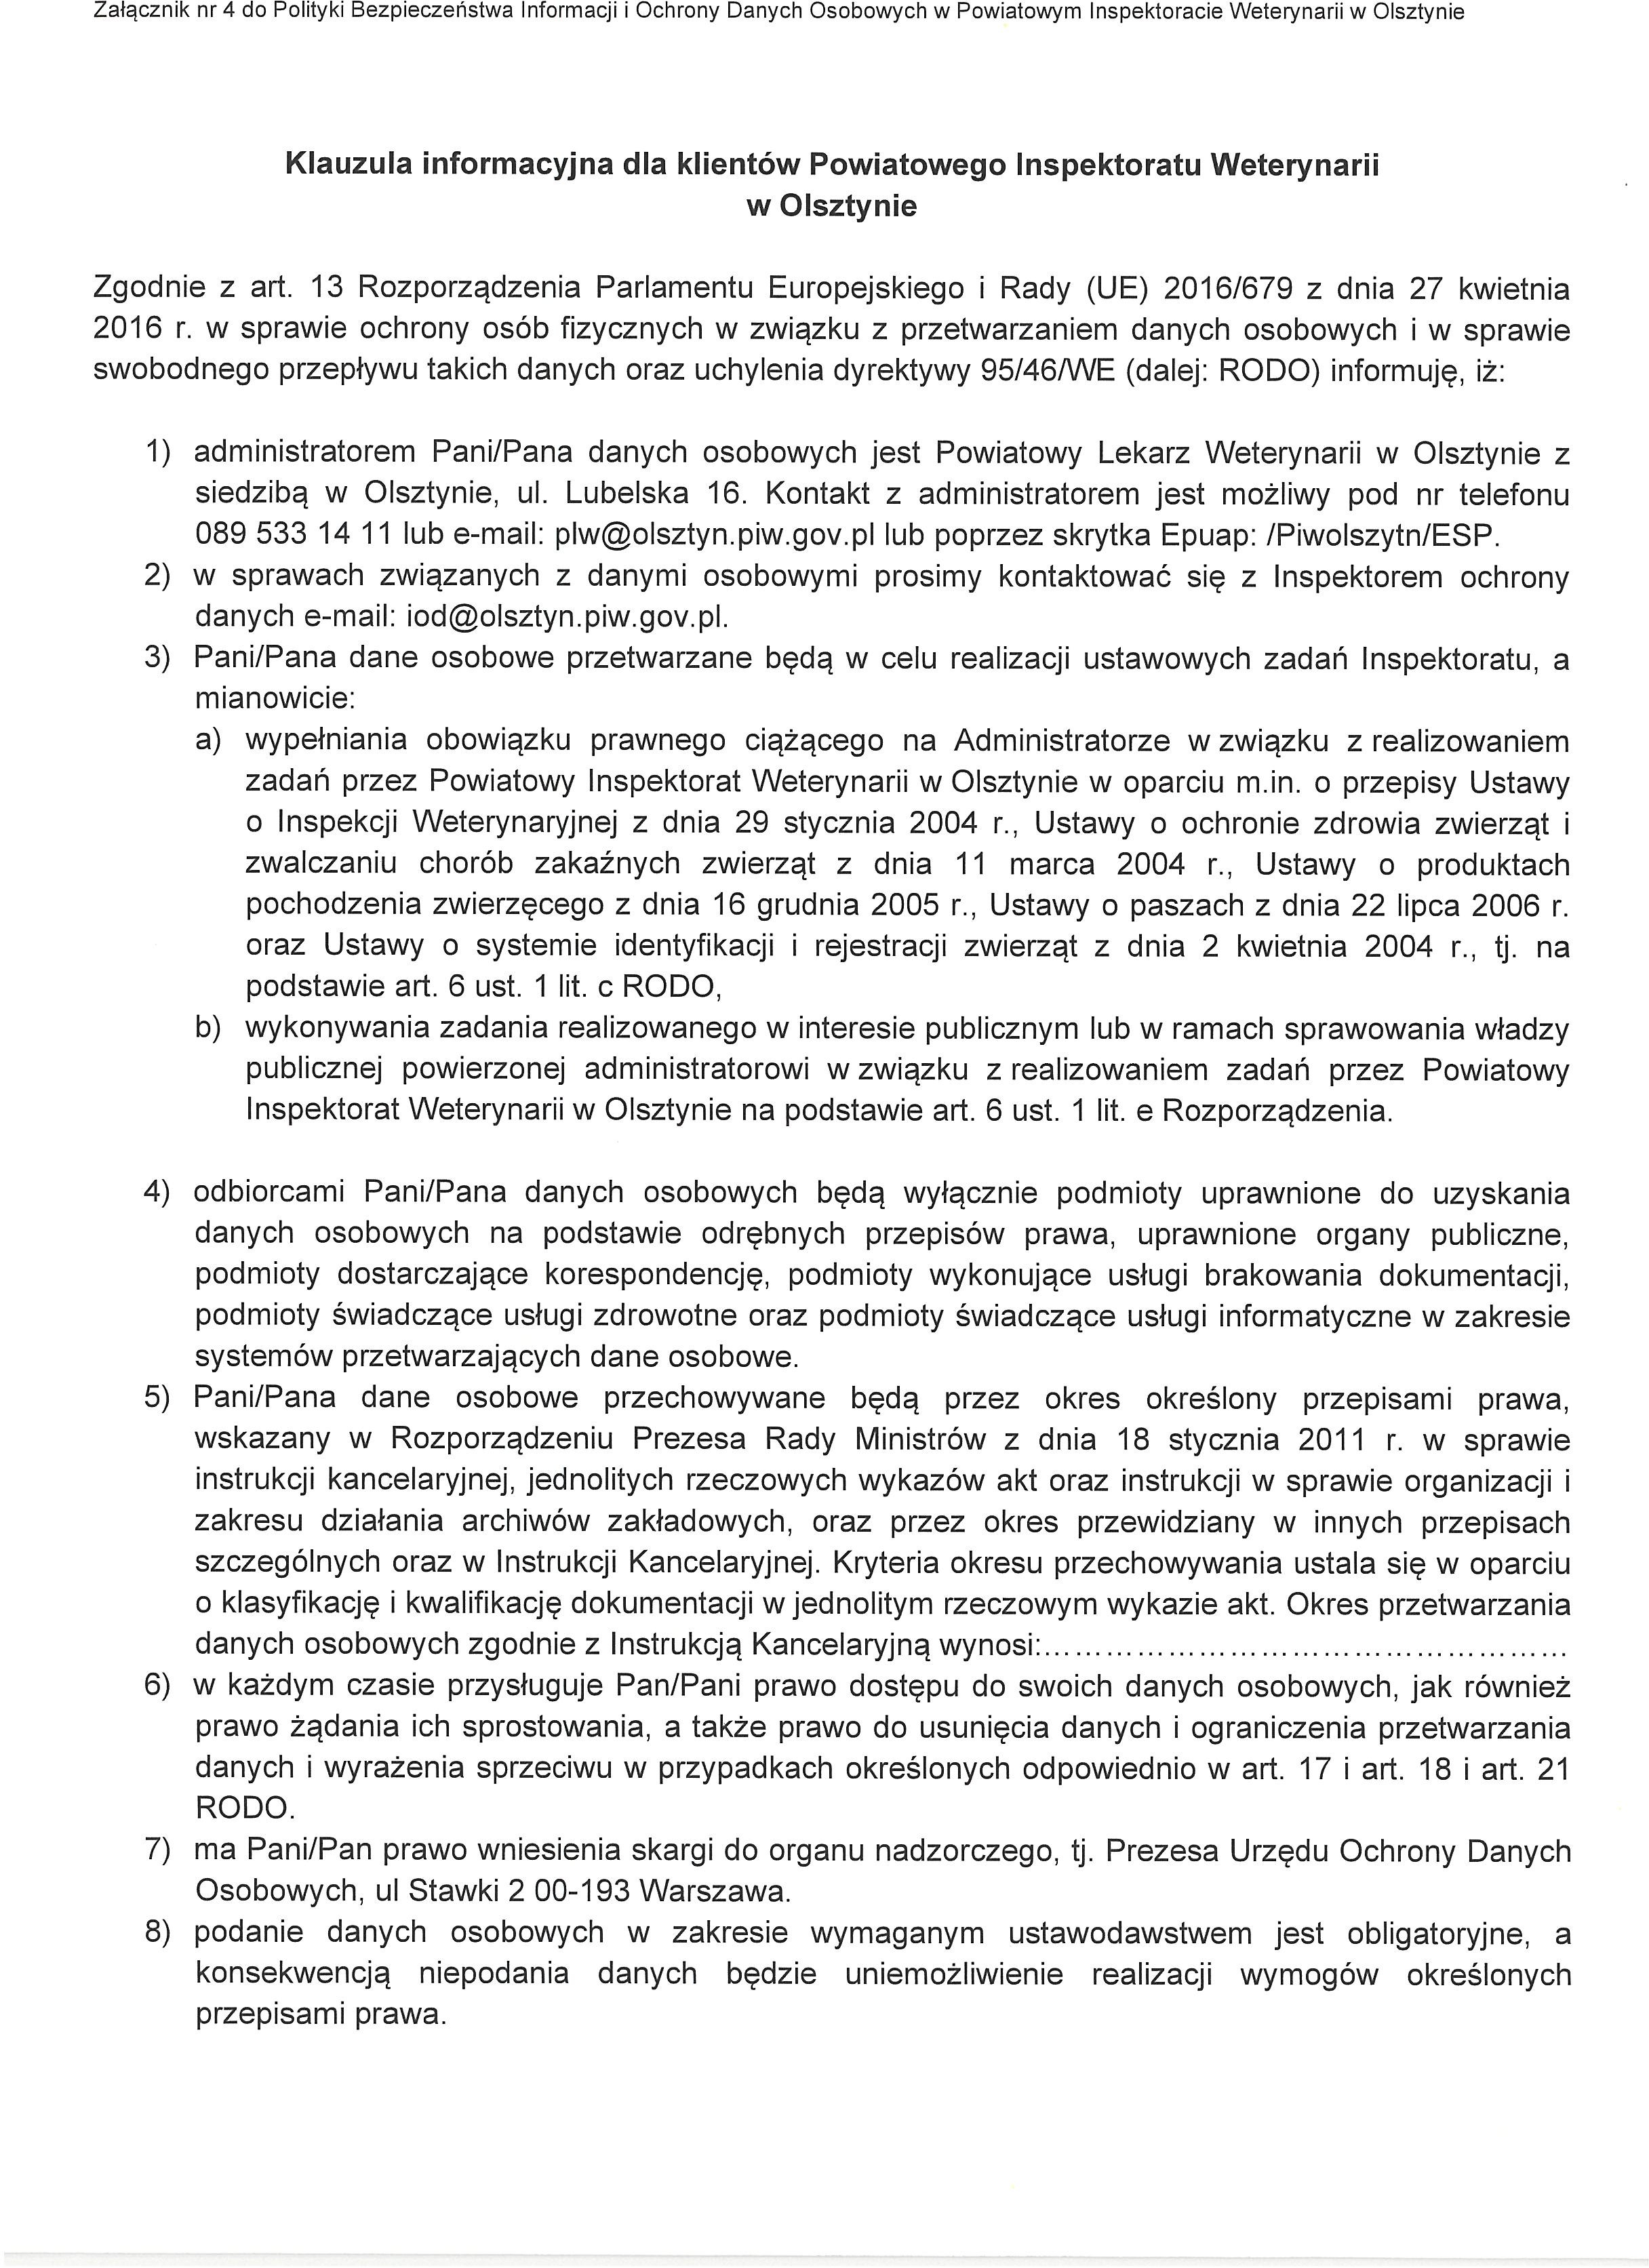 Załącznik nr 4 do Polityki Bezpieczeństwa Informacji i Ochrony Danych Osobowych w Powiatowym Inspektoracie Weterynarii w Olsztynie
Klauzula informacyjna dla klientów Powiatowego Inspektoratu Weterynarii
w Olsztynie
Zgodnie z art. 13 Rozporządzenia Parlamentu Europejskiego i Rady (UE) 2016/679 z dnia 27 kwietnia
2016 r. w sprawie ochrony osób fizycznych w związku z przetwarzaniem danych osobowych i w sprawie
swobodnego przepływu takich danych oraz uchylenia dyrektywy 95/46/WE (dalej: RODO) informuję, iż:
1) administratorem Pani/Pana danych osobowych jest Powiatowy Lekarz Weterynarii w Olsztynie z
siedzibą w Olsztynie, ul. Lubelska 16. Kontakt z administratorem jest możliwy pod nr telefonu
089 533 14 11 lub e-mail: plw@olsztyn.piw.gov.pl lub poprzez skrytka Epuap: /Piwolszytn/ESP.
2) w sprawach związanych z danymi osobowymi prosimy kontaktować się z Inspektorem ochrony
danych e-mail: iod@olsztyn.piw.gov.pl.
3) Pani/Pana dane osobowe przetwarzane będą w celu realizacji ustawowych zadań Inspektoratu, a
mianowicie:
a) wypełniania obowiązku prawnego ciążącego na Administratorze w związku z realizowaniem
zadań przez Powiatowy Inspektorat Weterynarii w Olsztynie w oparciu m.in. o przepisy Ustawy
o Inspekcji Weterynaryjnej z dnia 29 stycznia 2004 r., Ustawy o ochronie zdrowia zwierząt i
zwalczaniu chorób zakaźnych zwierząt z dnia 11 marca 2004 r., Ustawy o produktach
pochodzenia zwierzęcego z dnia 16 grudnia 2005 r., Ustawy o paszach z dnia 22 lipca 2006 r.
oraz Ustawy o systemie identyfikacji i rejestracji zwierząt z dnia 2 kwietnia 2004 r., tj. na
podstawie art. 6 ust. 1 lit. c RODO,
b) wykonywania zadania realizowanego w interesie publicznym lub w ramach sprawowania władzy
publicznej powierzonej administratorowi w związku z realizowaniem zadań przez Powiatowy
Inspektorat Weterynarii w Olsztynie na podstawie art. 6 ust. 1 lit. e Rozporządzenia.
4) odbiorcami Pani/Pana danych osobowych będą wyłącznie podmioty uprawnione do uzyskania
danych osobowych na podstawie odrębnych przepisów prawa, uprawnione organy publiczne,
podmioty dostarczające korespondencję, podmioty wykonujące usługi brakowania dokumentacji,
podmioty świadczące usługi zdrowotne oraz podmioty świadczące usługi informatyczne w zakresie
systemów przetwarzających dane osobowe.
5) Pani/Pana dane osobowe przechowywane będą przez okres określony przepisami prawa,
wskazany w Rozporządzeniu Prezesa Rady Ministrów z dnia 18 stycznia 2011 r. w sprawie
instrukcji kancelaryjnej, jednolitych rzeczowych wykazów akt oraz instrukcji w sprawie organizacji i
zakresu działania archiwów zakładowych, oraz przez okres przewidziany w innych przepisach
szczególnych oraz w Instrukcji Kancelaryjnej. Kryteria okresu przechowywania ustala się w oparciu
o klasyfikację i kwalifikację dokumentacji w jednolitym rzeczowym wykazie akt. Okres przetwarzania
danych osobowych zgodnie z Instrukcją Kancelaryjną wynosi:....................................................
6) w każdym czasie przysługuje Pan/Pani prawo dostępu do swoich danych osobowych, jak również
prawo żądania ich sprostowania, a także prawo do usunięcia danych i ograniczenia przetwarzania
danych i wyrażenia sprzeciwu w przypadkach określonych odpowiednio w art. 17 i art. 18 i art. 21
RODO.
7) ma Pani/Pan prawo wniesienia skargi do organu nadzorczego, tj. Prezesa Urzędu Ochrony Danych
Osobowych, ul Stawki 2 00-193 Warszawa.
8) podanie danych osobowych w zakresie wymaganym ustawodawstwem jest obligatoryjne, a
konsekwencją niepodania danych będzie uniemożliwienie realizacji wymogów określonych
przepisami prawa.